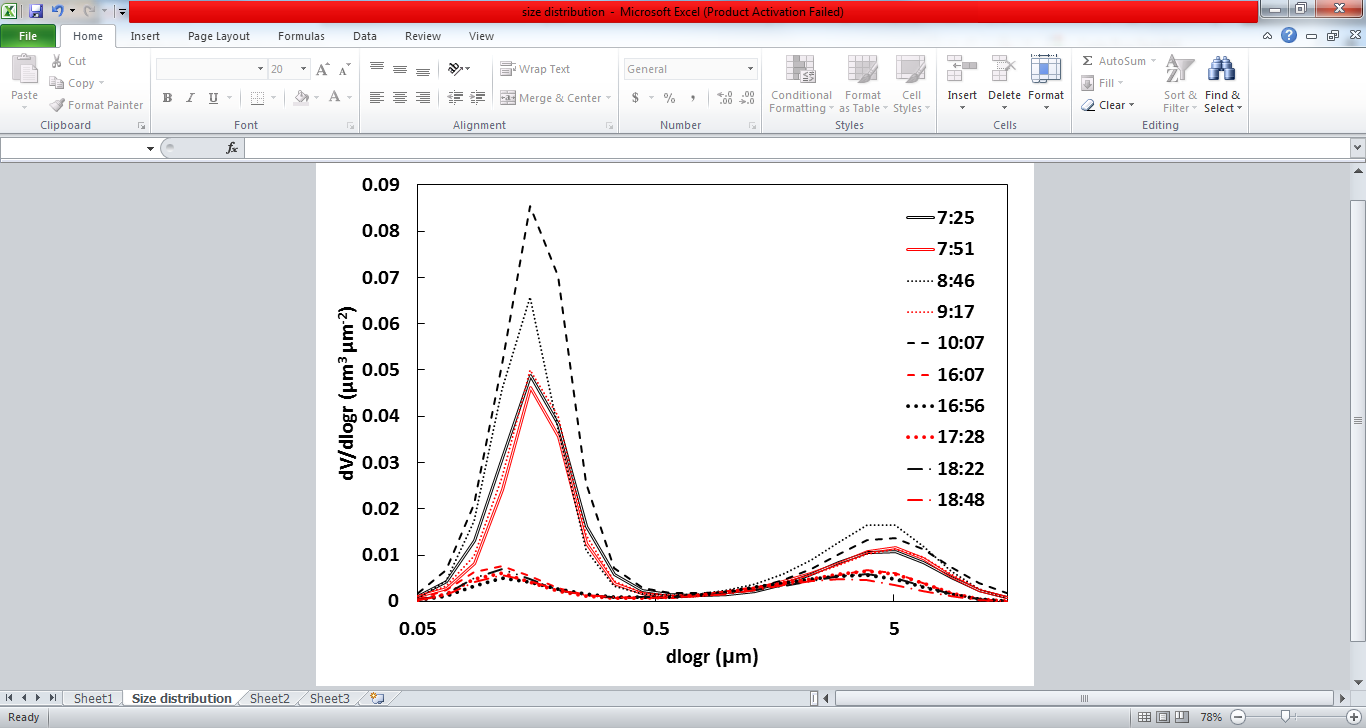 size distribution - Microsoft Excel (Product Activation Failed)
File Home Insert Page Layout Formulas Data Review View
Cut
Copy
Format Painter
Paste
Clipboard
20
B I U
Font
Wrap Text
Merge & Center
Alignment
General
$ % ,
Number
Conditional Formatting
Format as Table
Cell Styles
Styles
Insert Delete Format
Cells
Σ AutoSum
Fill
Clear
Sort & Filter
Find & Select
Editing
fx
0.09
0.08
0.07
0.06
0.05
0.04
0.03
0.02
0.01
0
dV/dlogr (µm³ µm⁻²)
7:25
7:51
8:46
9:17
10:07
16:07
16:56
17:28
18:22
18:48
0.05 0.5 5
dlogr (µm)
Sheet1 Size distribution Sheet2 Sheet3
Ready 78%